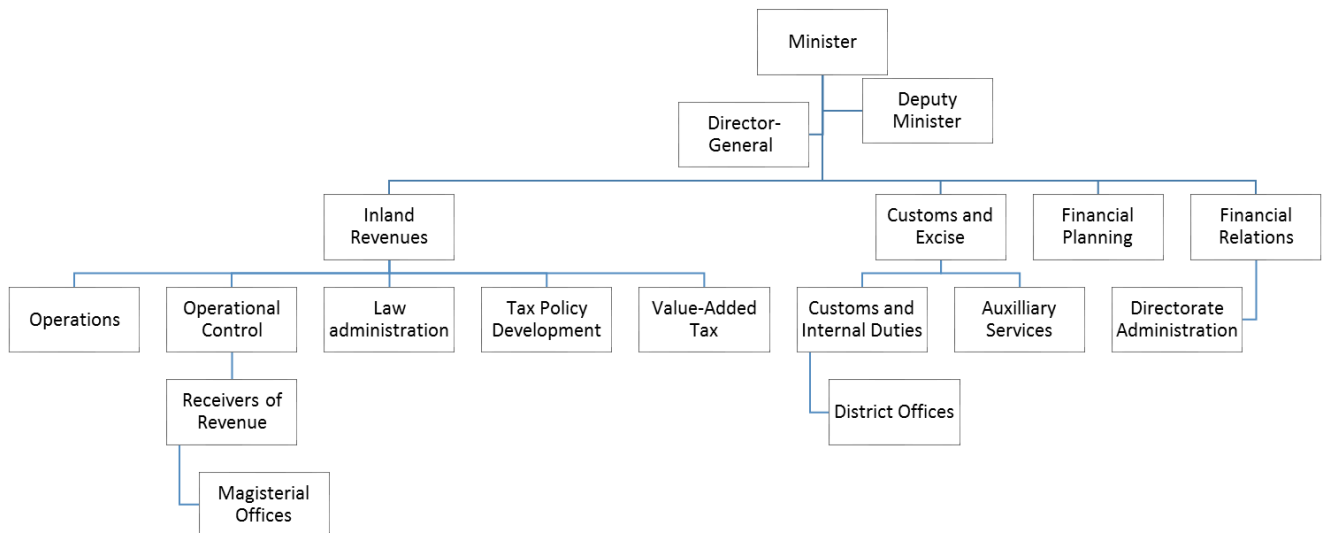 Minister
Deputy
Minister
Director-
General
Inland
Revenues
Customs and
Excise
Financial
Planning
Financial
Relations
Operations
Operational
Control
Law
administration
Tax Policy
Development
Value-Added
Tax
Customs and
Internal Duties
Auxilliary
Services
Directorate
Administration
Receivers of
Revenue
District Offices
Magisterial
Offices